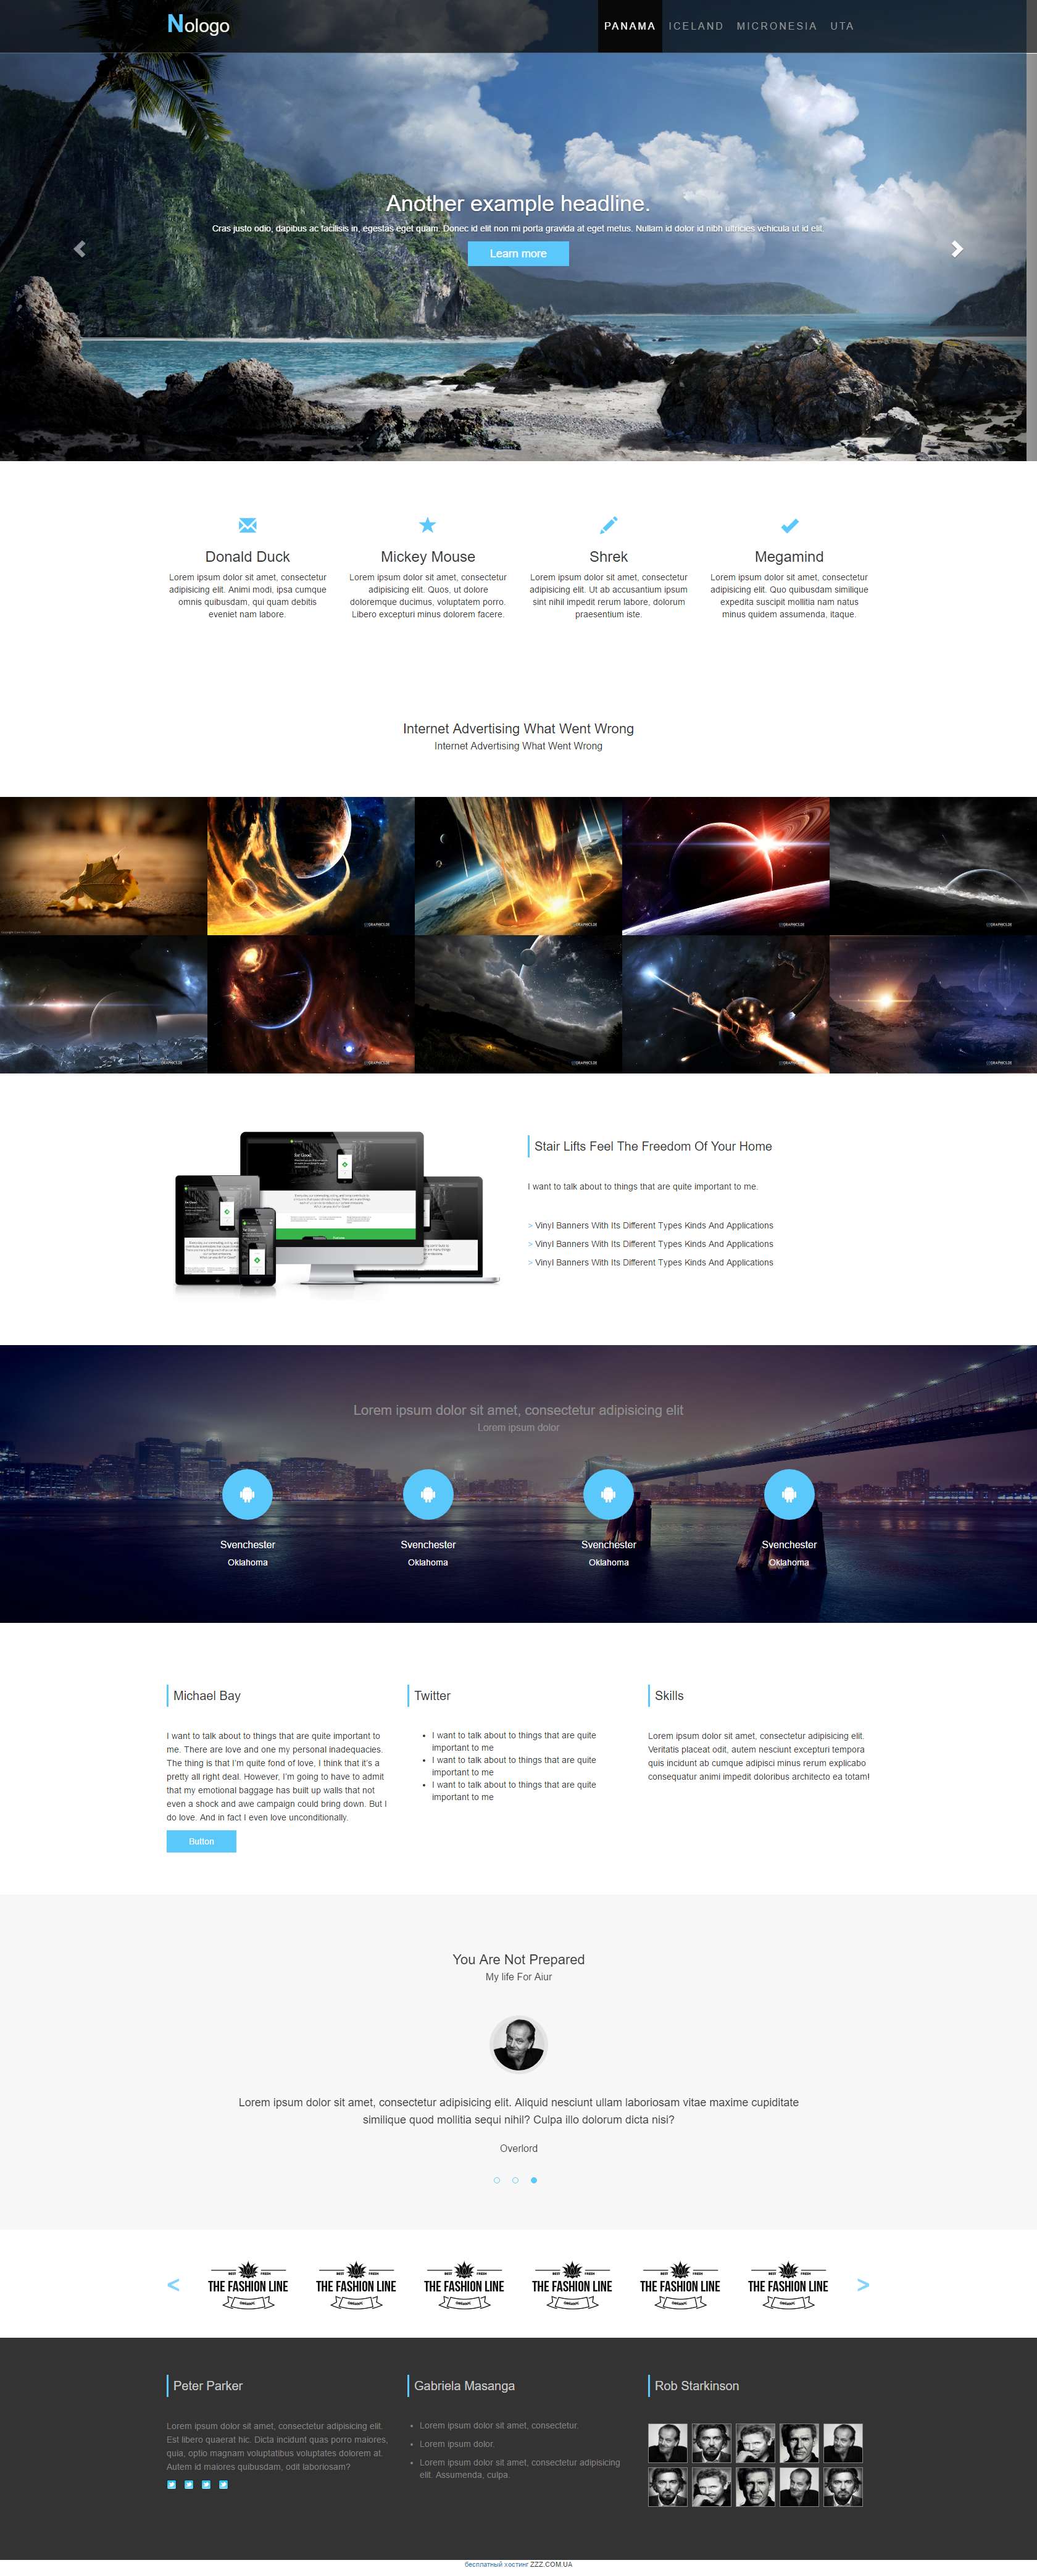 Nologo
PANAMA ICELAND MICRONESIA UTA
Another example headline.
Cras justo odio, dapibus ac facilisis in, egestas eget quam. Donec id elit non mi porta gravida at eget metus. Nullam id dolor id nibh ultricies vehicula ut id elit.
Learn more
Donald Duck
Lorem ipsum dolor sit amet, consectetur
adipisicing elit. Animi modi, ipsa cumque
omnis quibusdam, qui quam debitis
eveniet nam labore.
Mickey Mouse
Lorem ipsum dolor sit amet, consectetur
adipisicing elit. Quos, ut dolore
doloremque ducimus, voluptatem porro.
Libero excepturi minus dolorem facere.
Shrek
Lorem ipsum dolor sit amet, consectetur
adipisicing elit. Ut ab accusantium ipsum
sint nihil impedit rerum labore, dolorum
praesentium iste.
Megamind
Lorem ipsum dolor sit amet, consectetur
adipisicing elit. Quo quibusdam similique
expedita suscipit mollitia nam natus
minus quidem assumenda, itaque.
Internet Advertising What Went Wrong
Internet Advertising What Went Wrong
Stair Lifts Feel The Freedom Of Your Home
I want to talk about to things that are quite important to me.
> Vinyl Banners With Its Different Types Kinds And Applications
> Vinyl Banners With Its Different Types Kinds And Applications
> Vinyl Banners With Its Different Types Kinds And Applications
Lorem ipsum dolor sit amet, consectetur adipisicing elit
Lorem ipsum dolor
Svenchester
Oklahoma
Svenchester
Oklahoma
Svenchester
Oklahoma
Svenchester
Oklahoma
Michael Bay
I want to talk about to things that are quite important to
me. There are love and one my personal inadequacies.
The thing is that I'm quite fond of love, I think that it's a
pretty all right deal. However, I'm going to have to admit
that my emotional baggage has built up walls that not
even a shock and awe campaign could bring down. But I
do love. And in fact I even love unconditionally.
Button
Twitter
• I want to talk about to things that are quite
important to me
• I want to talk about to things that are quite
important to me
• I want to talk about to things that are quite
important to me
Skills
Lorem ipsum dolor sit amet, consectetur adipisicing elit.
Veritatis placeat odit, autem nesciunt excepturi tempora
quis incidunt ab cumque adipisci minus rerum explicabo
consequatur animi impedit doloribus architecto ea totam!
You Are Not Prepared
My life For Aiur
Lorem ipsum dolor sit amet, consectetur adipisicing elit. Aliquid nesciunt ullam laboriosam vitae maxime cupiditate
similique quod mollitia sequi nihil? Culpa illo dolorum dicta nisi?
Overlord
< >
BEST FRESH
THE FASHION LINE
BEST FRESH
THE FASHION LINE
BEST FRESH
THE FASHION LINE
BEST FRESH
THE FASHION LINE
BEST FRESH
THE FASHION LINE
BEST FRESH
THE FASHION LINE
Peter Parker
Lorem ipsum dolor sit amet, consectetur adipisicing elit.
Est libero quaerat hic. Dicta incidunt quas porro maiores,
quia, optio magnam voluptatibus voluptates dolorem at.
Autem id maiores quibusdam, odit laboriosam?
Gabriela Masanga
• Lorem ipsum dolor sit amet, consectetur.
• Lorem ipsum dolor.
• Lorem ipsum dolor sit amet, consectetur adipisicing
elit. Assumenda, culpa.
Rob Starkinson
бесплатный хостинг ZZZ.COM.UA